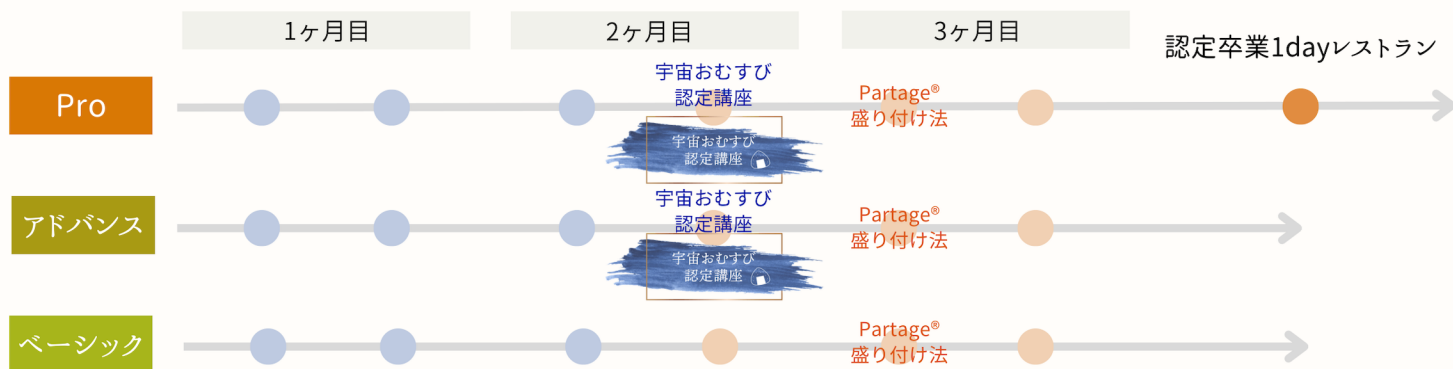 1ヶ月目
2ヶ月目
3ヶ月目
認定卒業1dayレストラン
Pro
宇宙おむすび
認定講座
宇宙おむすび
認定講座
Partage®
盛り付け法
アドバンス
宇宙おむすび
認定講座
宇宙おむすび
認定講座
Partage®
盛り付け法
ベーシック
Partage®
盛り付け法